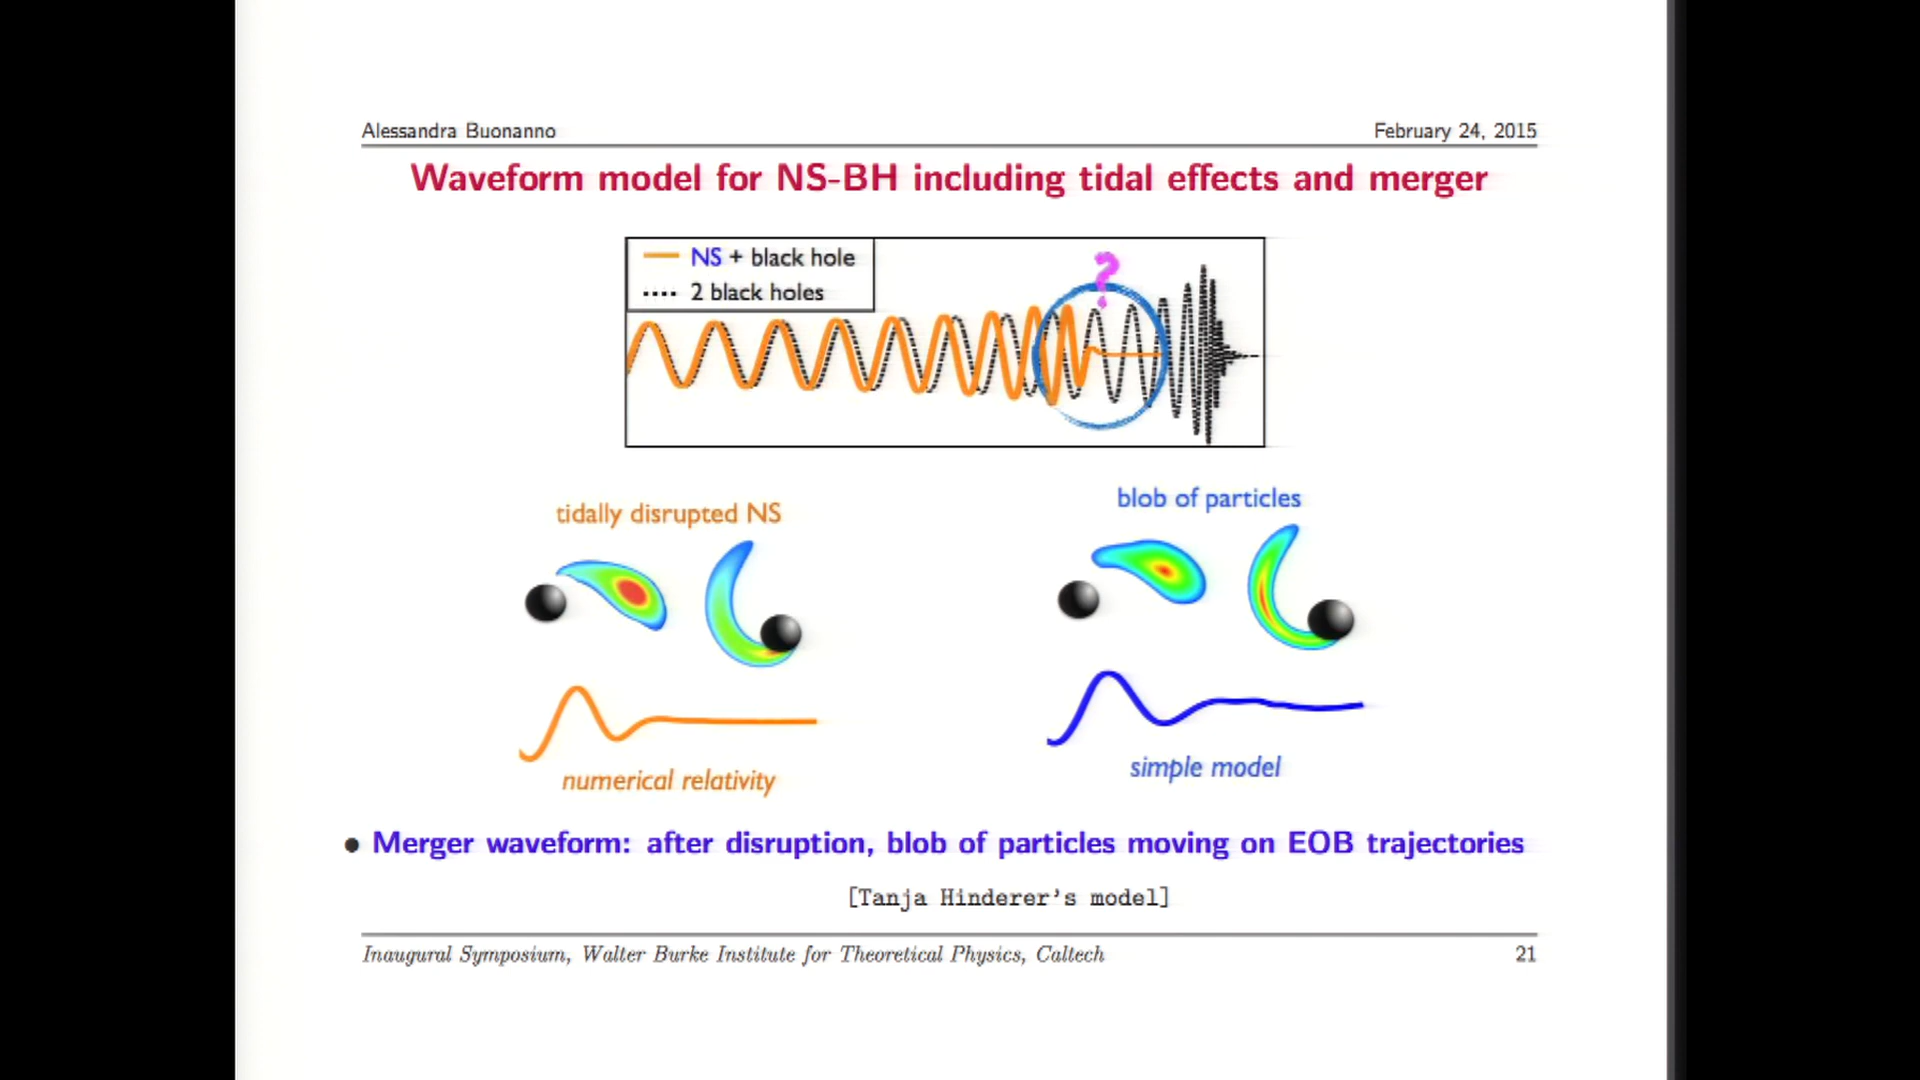 Alessandra Buonanno
February 24, 2015
Waveform model for NS-BH including tidal effects and merger
NS + black hole
2 black holes
?
tidally disrupted NS
blob of particles
numerical relativity
simple model
• Merger waveform: after disruption, blob of particles moving on EOB trajectories
[Tanja Hinderer's model]
Inaugural Symposium, Walter Burke Institute for Theoretical Physics, Caltech
21